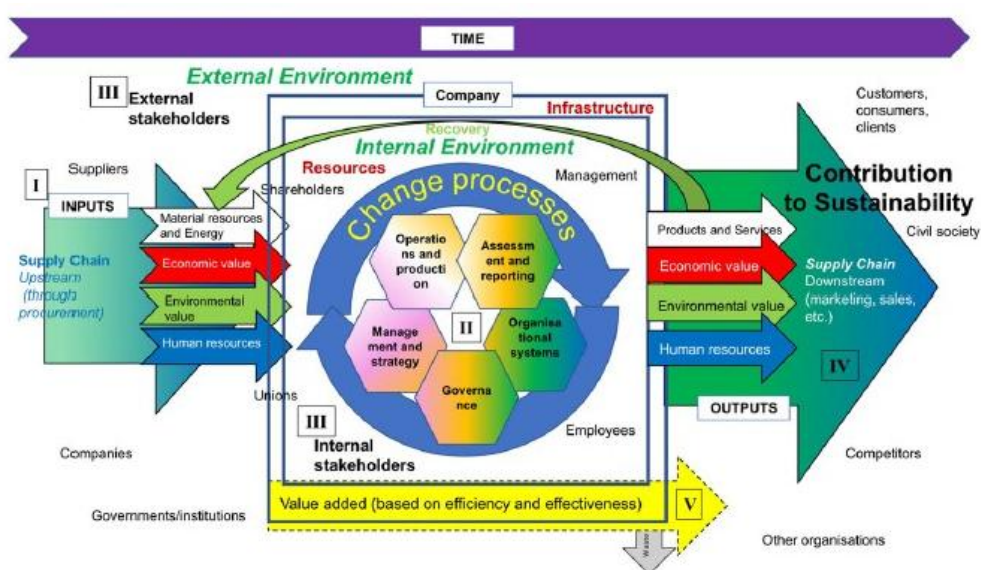 TIME
External Environment
III
External
stakeholders
Company
Infrastructure
Customers,
consumers,
clients
Recovery
Internal Environment
Resources
Suppliers
Shareholders
Management
Contribution
to Sustainability
I
INPUTS
Material resources
and Energy
Change processes
Operatio
ns and
producti
on
Assessm
ent and
reporting
Products and Services
Civil society
Supply Chain
Upstream
(through
procurement)
Economic value
Economic value
Supply Chain
Downstream
(marketing, sales,
etc.)
Environmental
value
Environmental value
Manage
ment and
strategy
II
Organisa
tional
systems
Human resources
Human resources
IV
Governa
nce
Unions
III
Internal
stakeholders
Employees
OUTPUTS
Companies
Competitors
Value added (based on efficiency and effectiveness)
V
Governments/institutions
Waste
Other organisations